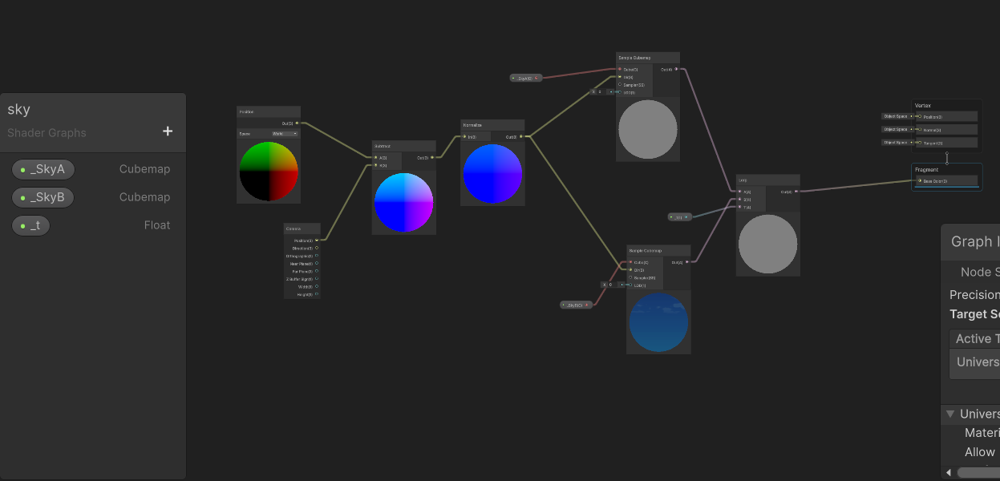 sky
Shader Graphs
+
_SkyA
Cubemap
_SkyB
Cubemap
_t
Float
Position
Out(3)
Space
World
Camera
Position(3)
Direction(3)
Orthographic(1)
Near Plane(1)
Far Plane(1)
Z Buffer Sign(1)
Width(1)
Height(1)
Subtract
A(3)
B(3)
Out(3)
Normalize
In(3)
Out(3)
_SkyA(C)
X 0
Sample Cubemap
Cube(C)
Dir(3)
Sampler(SS)
LOD(1)
Out(4)
_SkyB(C)
X 0
Sample Cubemap
Cube(C)
Dir(3)
Sampler(SS)
LOD(1)
Out(4)
_t(1)
Lerp
A(4)
B(4)
T(4)
Out(4)
Vertex
Object Space
Position(3)
Object Space
Normal(3)
Object Space
Tangent(3)
Fragment
Base Color(3)
Graph I
Node S
Precision
Target Se
Active T
Univers
Univers
Materi
Allow